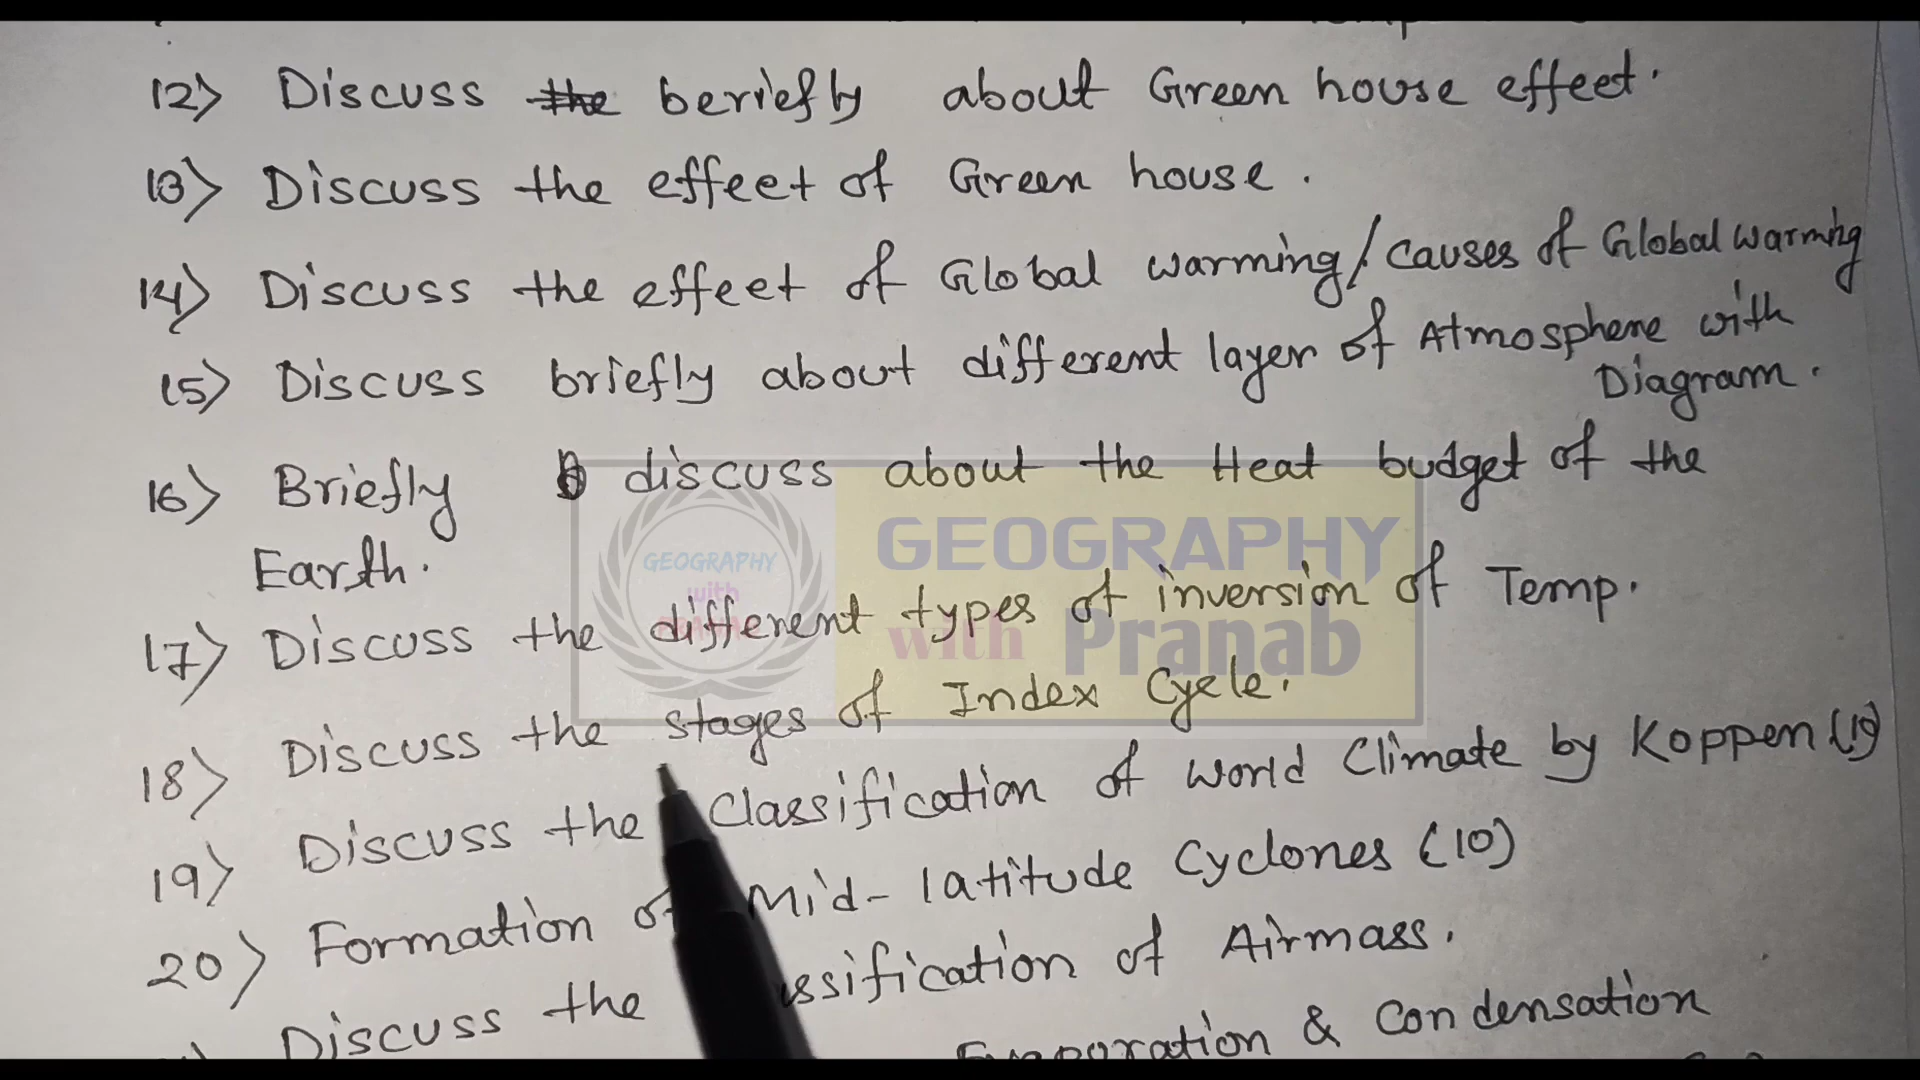 12) Discuss the beriefly about Green house effect.
13) Discuss the effect of Green house.
14) Discuss the effect of Global warming/causes of Global warming
15) Discuss briefly about different layer of Atmosphere with
Diagram.
16) Briefly discuss about the Heat budget of the
Earth.
17) Discuss the different types of inversion of Temp.
18) Discuss the stages of Index Cycle.
19) Discuss the Classification of World Climate by Koppen (10)
20) Formation of Mid-latitude Cyclones (10)
Discuss the ssification of Airmass.
Evaporation & Condensation
GEOGRAPHY
with
GEOGRAPHY
with Pranab